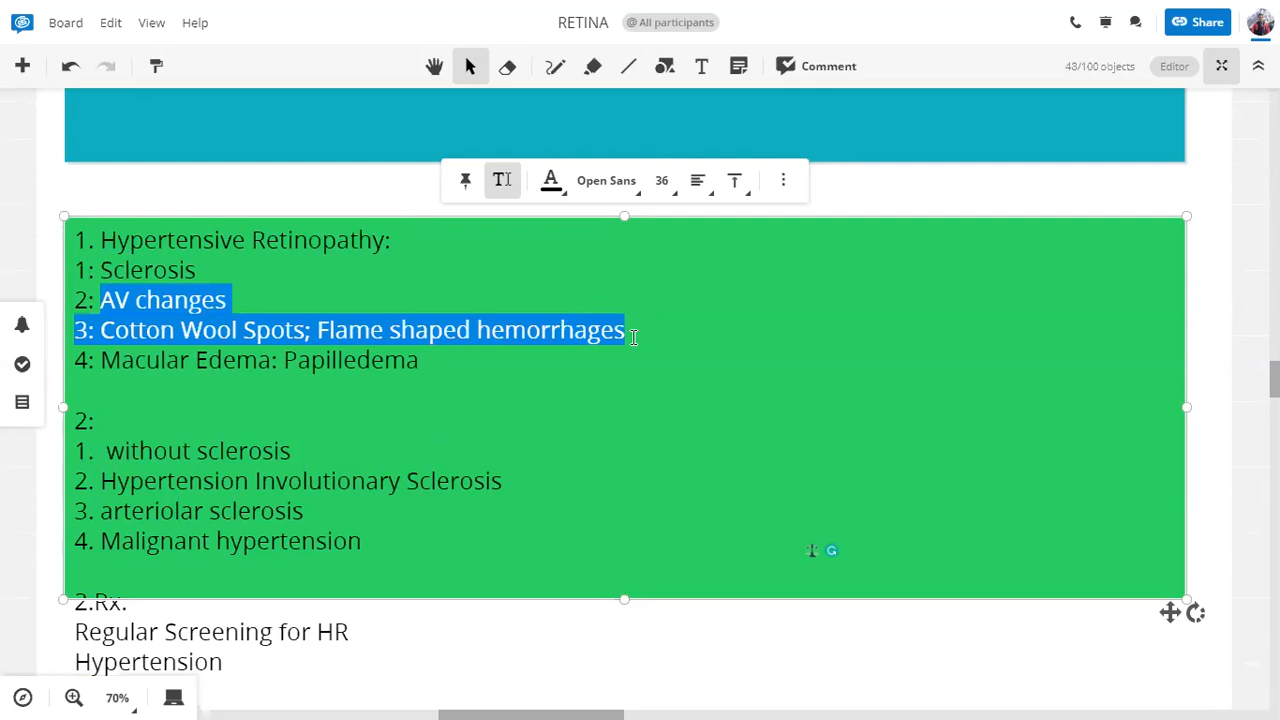 Board Edit View Help RETINA @ All participants Share
Comment 43/100 objects Editor
T Open Sans 36
1. Hypertensive Retinopathy:
1: Sclerosis
2: AV changes
3: Cotton Wool Spots; Flame shaped hemorrhages
4: Macular Edema: Papilledema
2:
1. without sclerosis
2. Hypertension Involutionary Sclerosis
3. arteriolar sclerosis
4. Malignant hypertension
2.Rx:
Regular Screening for HR
Hypertension
70%